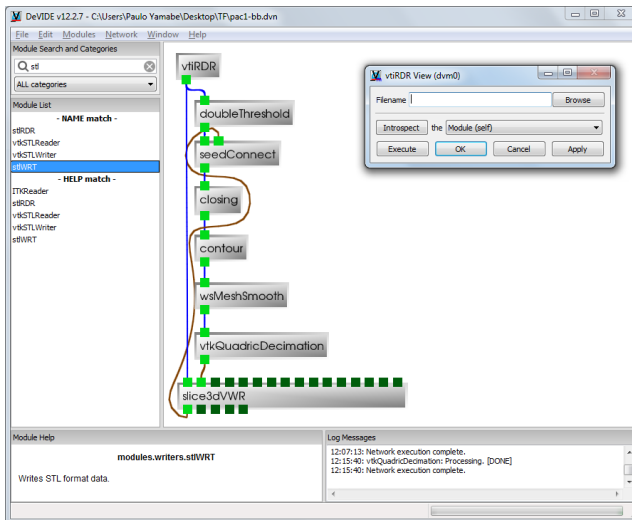 DeVIDE v12.2.7 - C:\Users\Paulo Yamabe\Desktop\TF\pac1-bb.dvn
File Edit Modules Network Window Help
Module Search and Categories
stl
ALL categories
Module List
- NAME match -
stlRDR
vtkSTLReader
vtkSTLWriter
stlWRT
- HELP match -
ITKReader
stlRDR
vtkSTLReader
vtkSTLWriter
stlWRT
vtiRDR
doubleThreshold
seedConnect
closing
contour
wsMeshSmooth
vtkQuadricDecimation
slice3dVWR
vtiRDR View (dvm0)
Filename
Browse
Introspect the Module (self)
Execute OK Cancel Apply
Module Help
modules.writers.stlWRT
Writes STL format data.
Log Messages
12:07:13: Network execution complete.
12:15:40: vtkQuadricDecimation: Processing. [DONE]
12:15:40: Network execution complete.